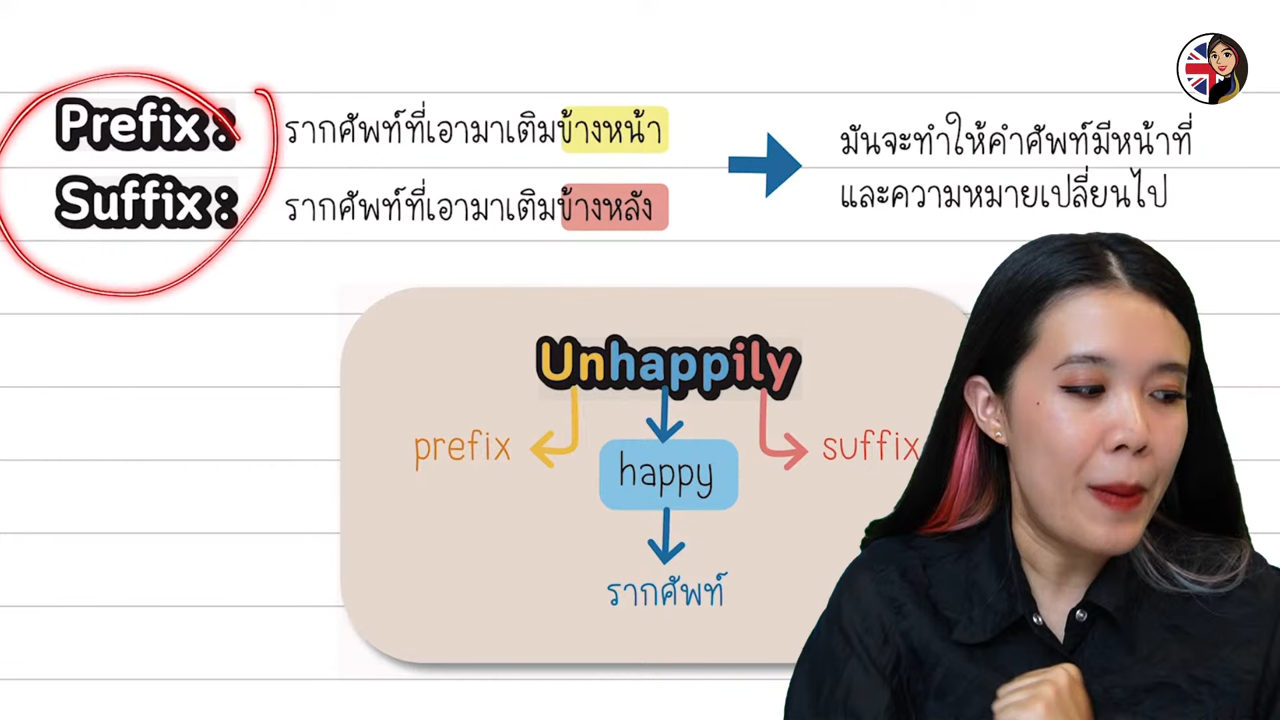 Prefix : รากศัพท์ที่เอามาเติมข้างหน้า
Suffix : รากศัพท์ที่เอามาเติมข้างหลัง
มันจะทำให้คำศัพท์มีหน้าที่
และความหมายเปลี่ยนไป
Unhappily
prefix
happy
suffix
รากศัพท์